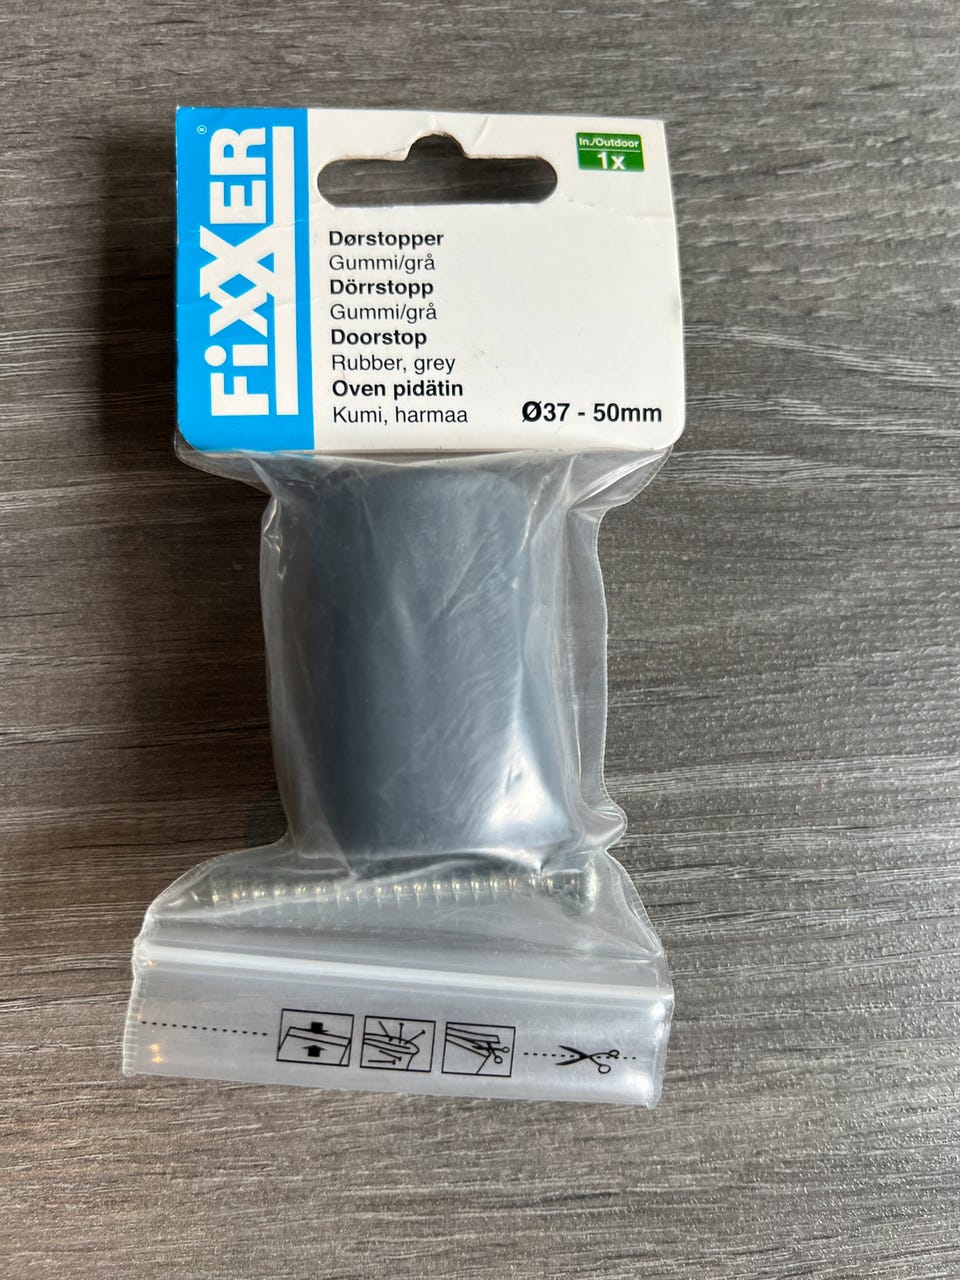 FiXXER®
In./Outdoor
1x
Dørstopper
Gummi/grå
Dörrstopp
Gummi/grå
Doorstop
Rubber, grey
Oven pidätin
Kumi, harmaa
Ø37 - 50mm